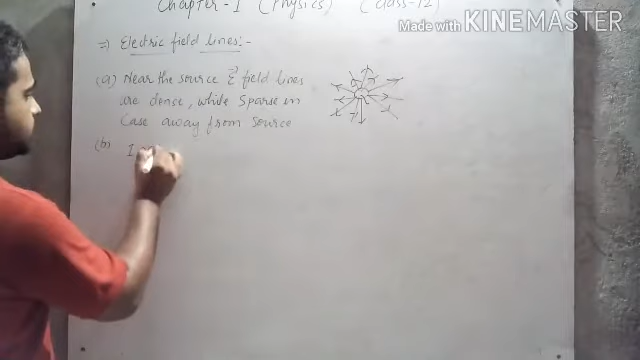 Chapter-1 (Physics) (Class-12)
Made with KINEMASTER
=> Electric field lines:-
(a) Near the source E⃗ field lines
are dense, while sparse in
Case away from source
(b) I